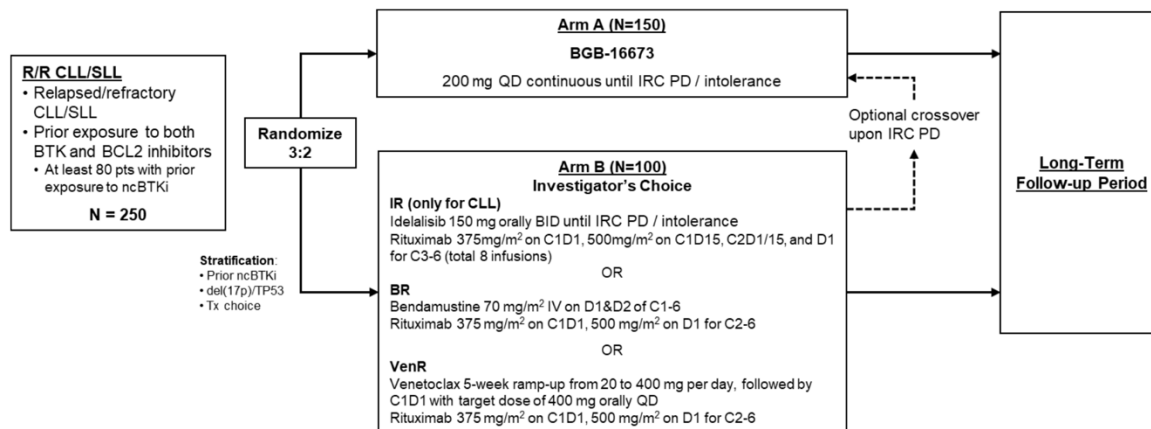 R/R CLL/SLL
• Relapsed/refractory
CLL/SLL
• Prior exposure to both
BTK and BCL2 inhibitors
• At least 80 pts with prior
exposure to ncBTKi
N = 250
Stratification:
• Prior ncBTKi
• del(17p)/TP53
• Tx choice
Randomize
3:2
Arm A (N=150)
BGB-16673
200 mg QD continuous until IRC PD / intolerance
Optional crossover
upon IRC PD
Arm B (N=100)
Investigator's Choice
IR (only for CLL)
Idelalisib 150 mg orally BID until IRC PD / intolerance
Rituximab 375mg/m² on C1D1, 500mg/m² on C1D15, C2D1/15, and D1
for C3-6 (total 8 infusions)
OR
BR
Bendamustine 70 mg/m² IV on D1&D2 of C1-6
Rituximab 375 mg/m² on C1D1, 500 mg/m² on D1 for C2-6
OR
VenR
Venetoclax 5-week ramp-up from 20 to 400 mg per day, followed by
C1D1 with target dose of 400 mg orally QD
Rituximab 375 mg/m² on C1D1, 500 mg/m² on D1 for C2-6
Long-Term
Follow-up Period